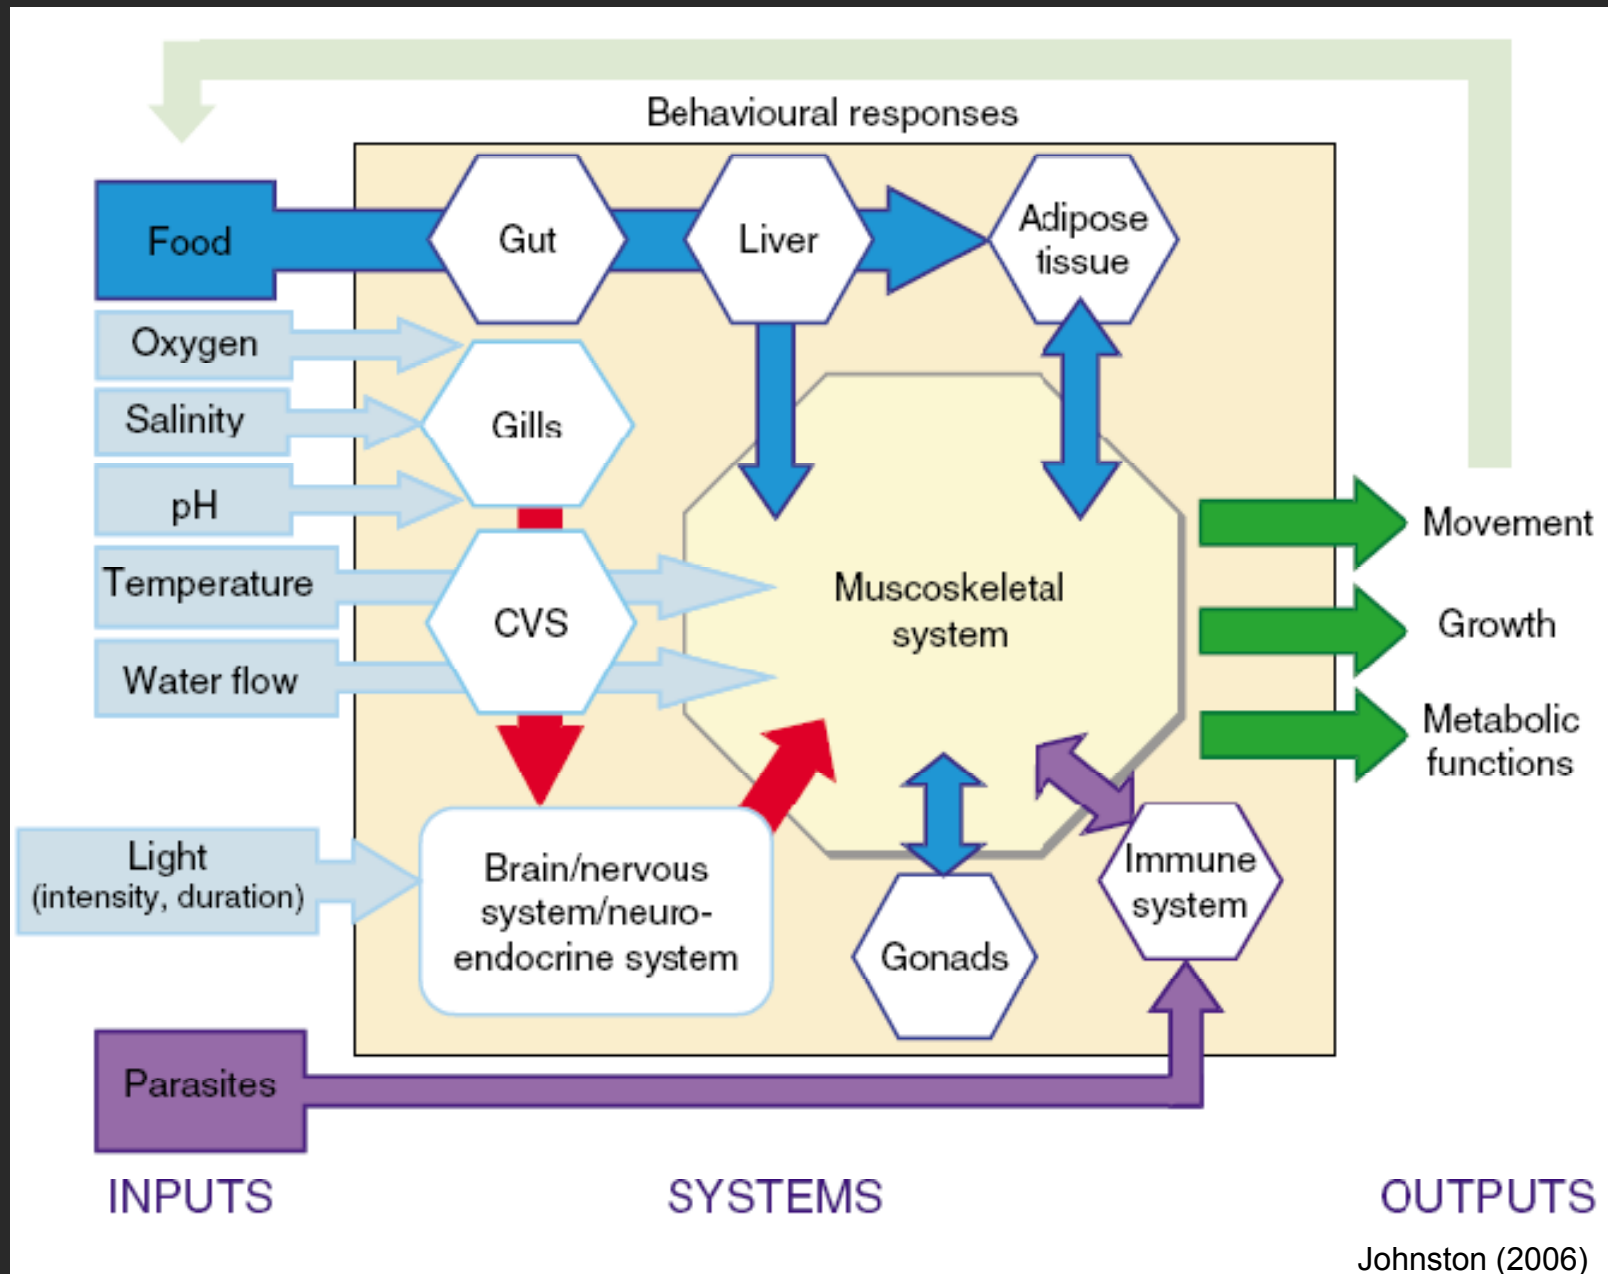 Behavioural responses
Food
Gut
Liver
Adipose
tissue
Oxygen
Salinity
pH
Gills
Temperature
Water flow
CVS
Muscoskeletal
system
Movement
Growth
Metabolic
functions
Light
(intensity, duration)
Brain/nervous
system/neuro-
endocrine system
Gonads
Immune
system
Parasites
INPUTS
SYSTEMS
OUTPUTS
Johnston (2006)